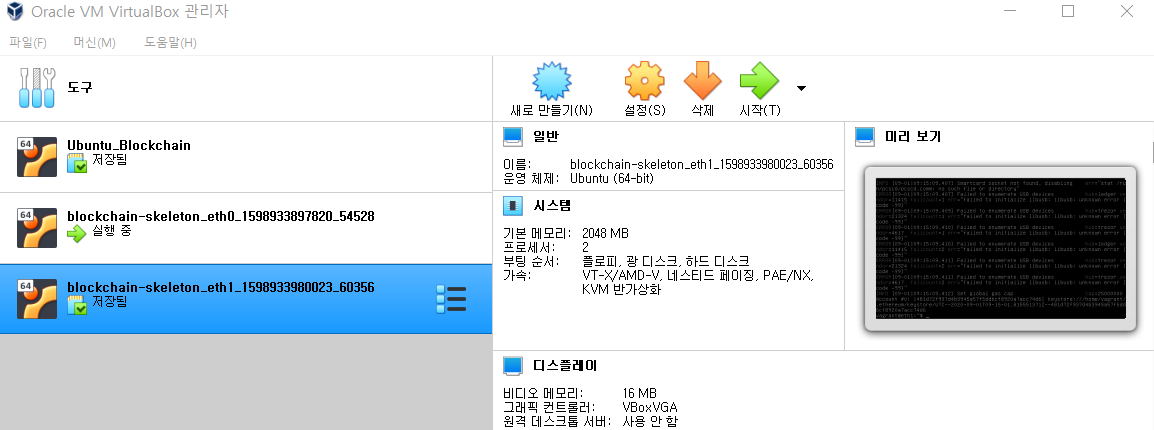 Oracle VM VirtualBox 관리자
파일(F) 머신(M) 도움말(H)
도구
새로 만들기(N) 설정(S) 삭제 시작(T)
64 Ubuntu_Blockchain
저장됨
64 blockchain-skeleton_eth0_1598933897820_54528
실행 중
64 blockchain-skeleton_eth1_1598933980023_60356
저장됨
일반
이름: blockchain-skeleton_eth1_1598933980023_60356
운영 체제: Ubuntu (64-bit)
시스템
기본 메모리: 2048 MB
프로세서: 2
부팅 순서: 플로피, 광 디스크, 하드 디스크
가속: VT-X/AMD-V, 네스티드 페이징, PAE/NX,
KVM 반가상화
미리 보기
디스플레이
비디오 메모리: 16 MB
그래픽 컨트롤러: VBoxVGA
원격 데스크톱 서버: 사용 안 함